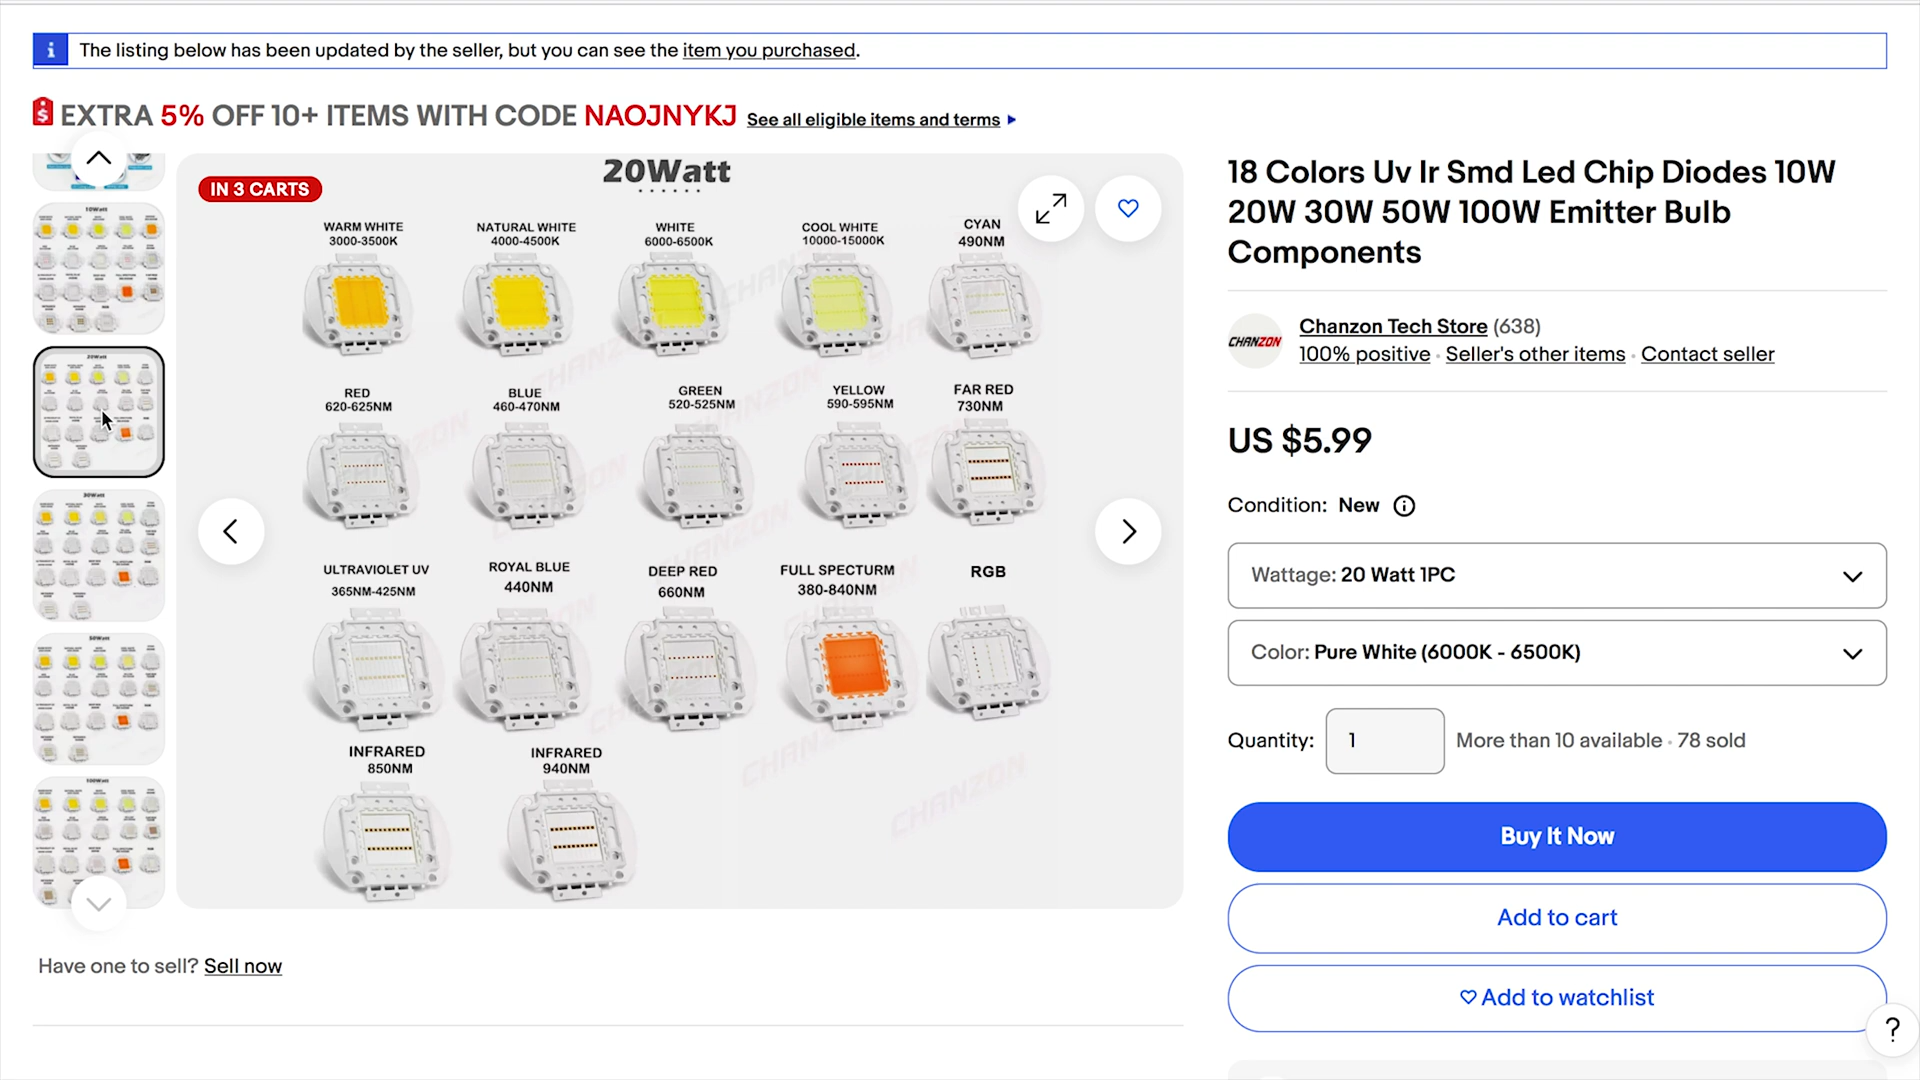 The listing below has been updated by the seller, but you can see the item you purchased.
EXTRA 5% OFF 10+ ITEMS WITH CODE NAOJNYKJ See all eligible items and terms
IN 3 CARTS
20Watt
WARM WHITE
3000-3500K
NATURAL WHITE
4000-4500K
WHITE
6000-6500K
COOL WHITE
10000-15000K
CYAN
490NM
RED
620-625NM
BLUE
460-470NM
GREEN
520-525NM
YELLOW
590-595NM
FAR RED
730NM
ULTRAVIOLET UV
365NM-425NM
ROYAL BLUE
440NM
DEEP RED
660NM
FULL SPECTURM
380-840NM
RGB
INFRARED
850NM
INFRARED
940NM
CHANZON
Have one to sell? Sell now
18 Colors Uv Ir Smd Led Chip Diodes 10W
20W 30W 50W 100W Emitter Bulb
Components
CHANZON
Chanzon Tech Store (638)
100% positive · Seller's other items · Contact seller
US $5.99
Condition: New
Wattage: 20 Watt 1PC
Color: Pure White (6000K - 6500K)
Quantity: 1 More than 10 available · 78 sold
Buy It Now
Add to cart
Add to watchlist
?